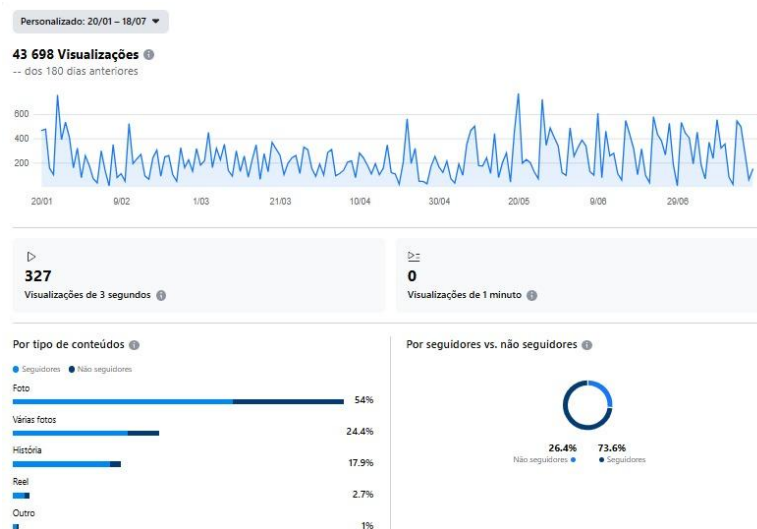 Personalizado: 20/01 – 18/07
43 698 Visualizações
-- dos 180 dias anteriores
600
400
200
20/01 9/02 1/03 21/03 10/04 30/04 20/05 9/06 29/06
327
Visualizações de 3 segundos
0
Visualizações de 1 minuto
Por tipo de conteúdos
Seguidores Não seguidores
Foto
54%
Várias fotos
24.4%
História
17.9%
Reel
2.7%
Outro
1%
Por seguidores vs. não seguidores
26.4% 73.6%
Não seguidores Seguidores